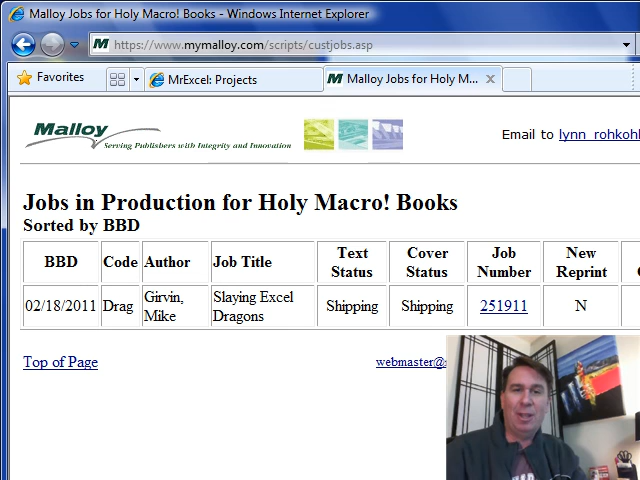 Malloy Jobs for Holy Macro! Books - Windows Internet Explorer
https://www.mymalloy.com/scripts/custjobs.asp
Favorites
MrExcel: Projects
Malloy Jobs for Holy M...
Malloy
Serving Publishers with Integrity and Innovation
Email to lynn_rohkohl
Jobs in Production for Holy Macro! Books
Sorted by BBD
BBD Code Author Job Title Text Status Cover Status Job Number New Reprint
02/18/2011 Drag Girvin, Mike Slaying Excel Dragons Shipping Shipping 251911 N
Top of Page
webmaster@